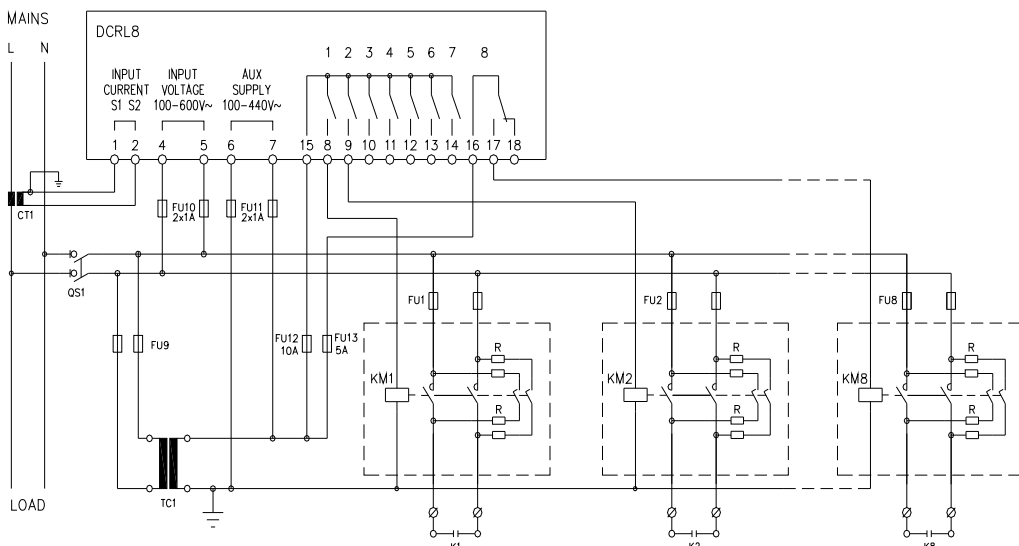 MAINS
L N
DCRL8
INPUT CURRENT S1 S2
INPUT VOLTAGE 100-600V~
AUX SUPPLY 100-440V~
1 2 3 4 5 6 7 8
1 2 4 5 6 7 15 8 9 10 11 12 13 14 16 17 18
CT1
FU10 2x1A
FU11 2x1A
QS1
FU1
FU2
FU8
FU9
FU12 10A
FU13 5A
R
R
R
KM1
KM2
KM8
R
R
R
TC1
LOAD
K1
K2
K8